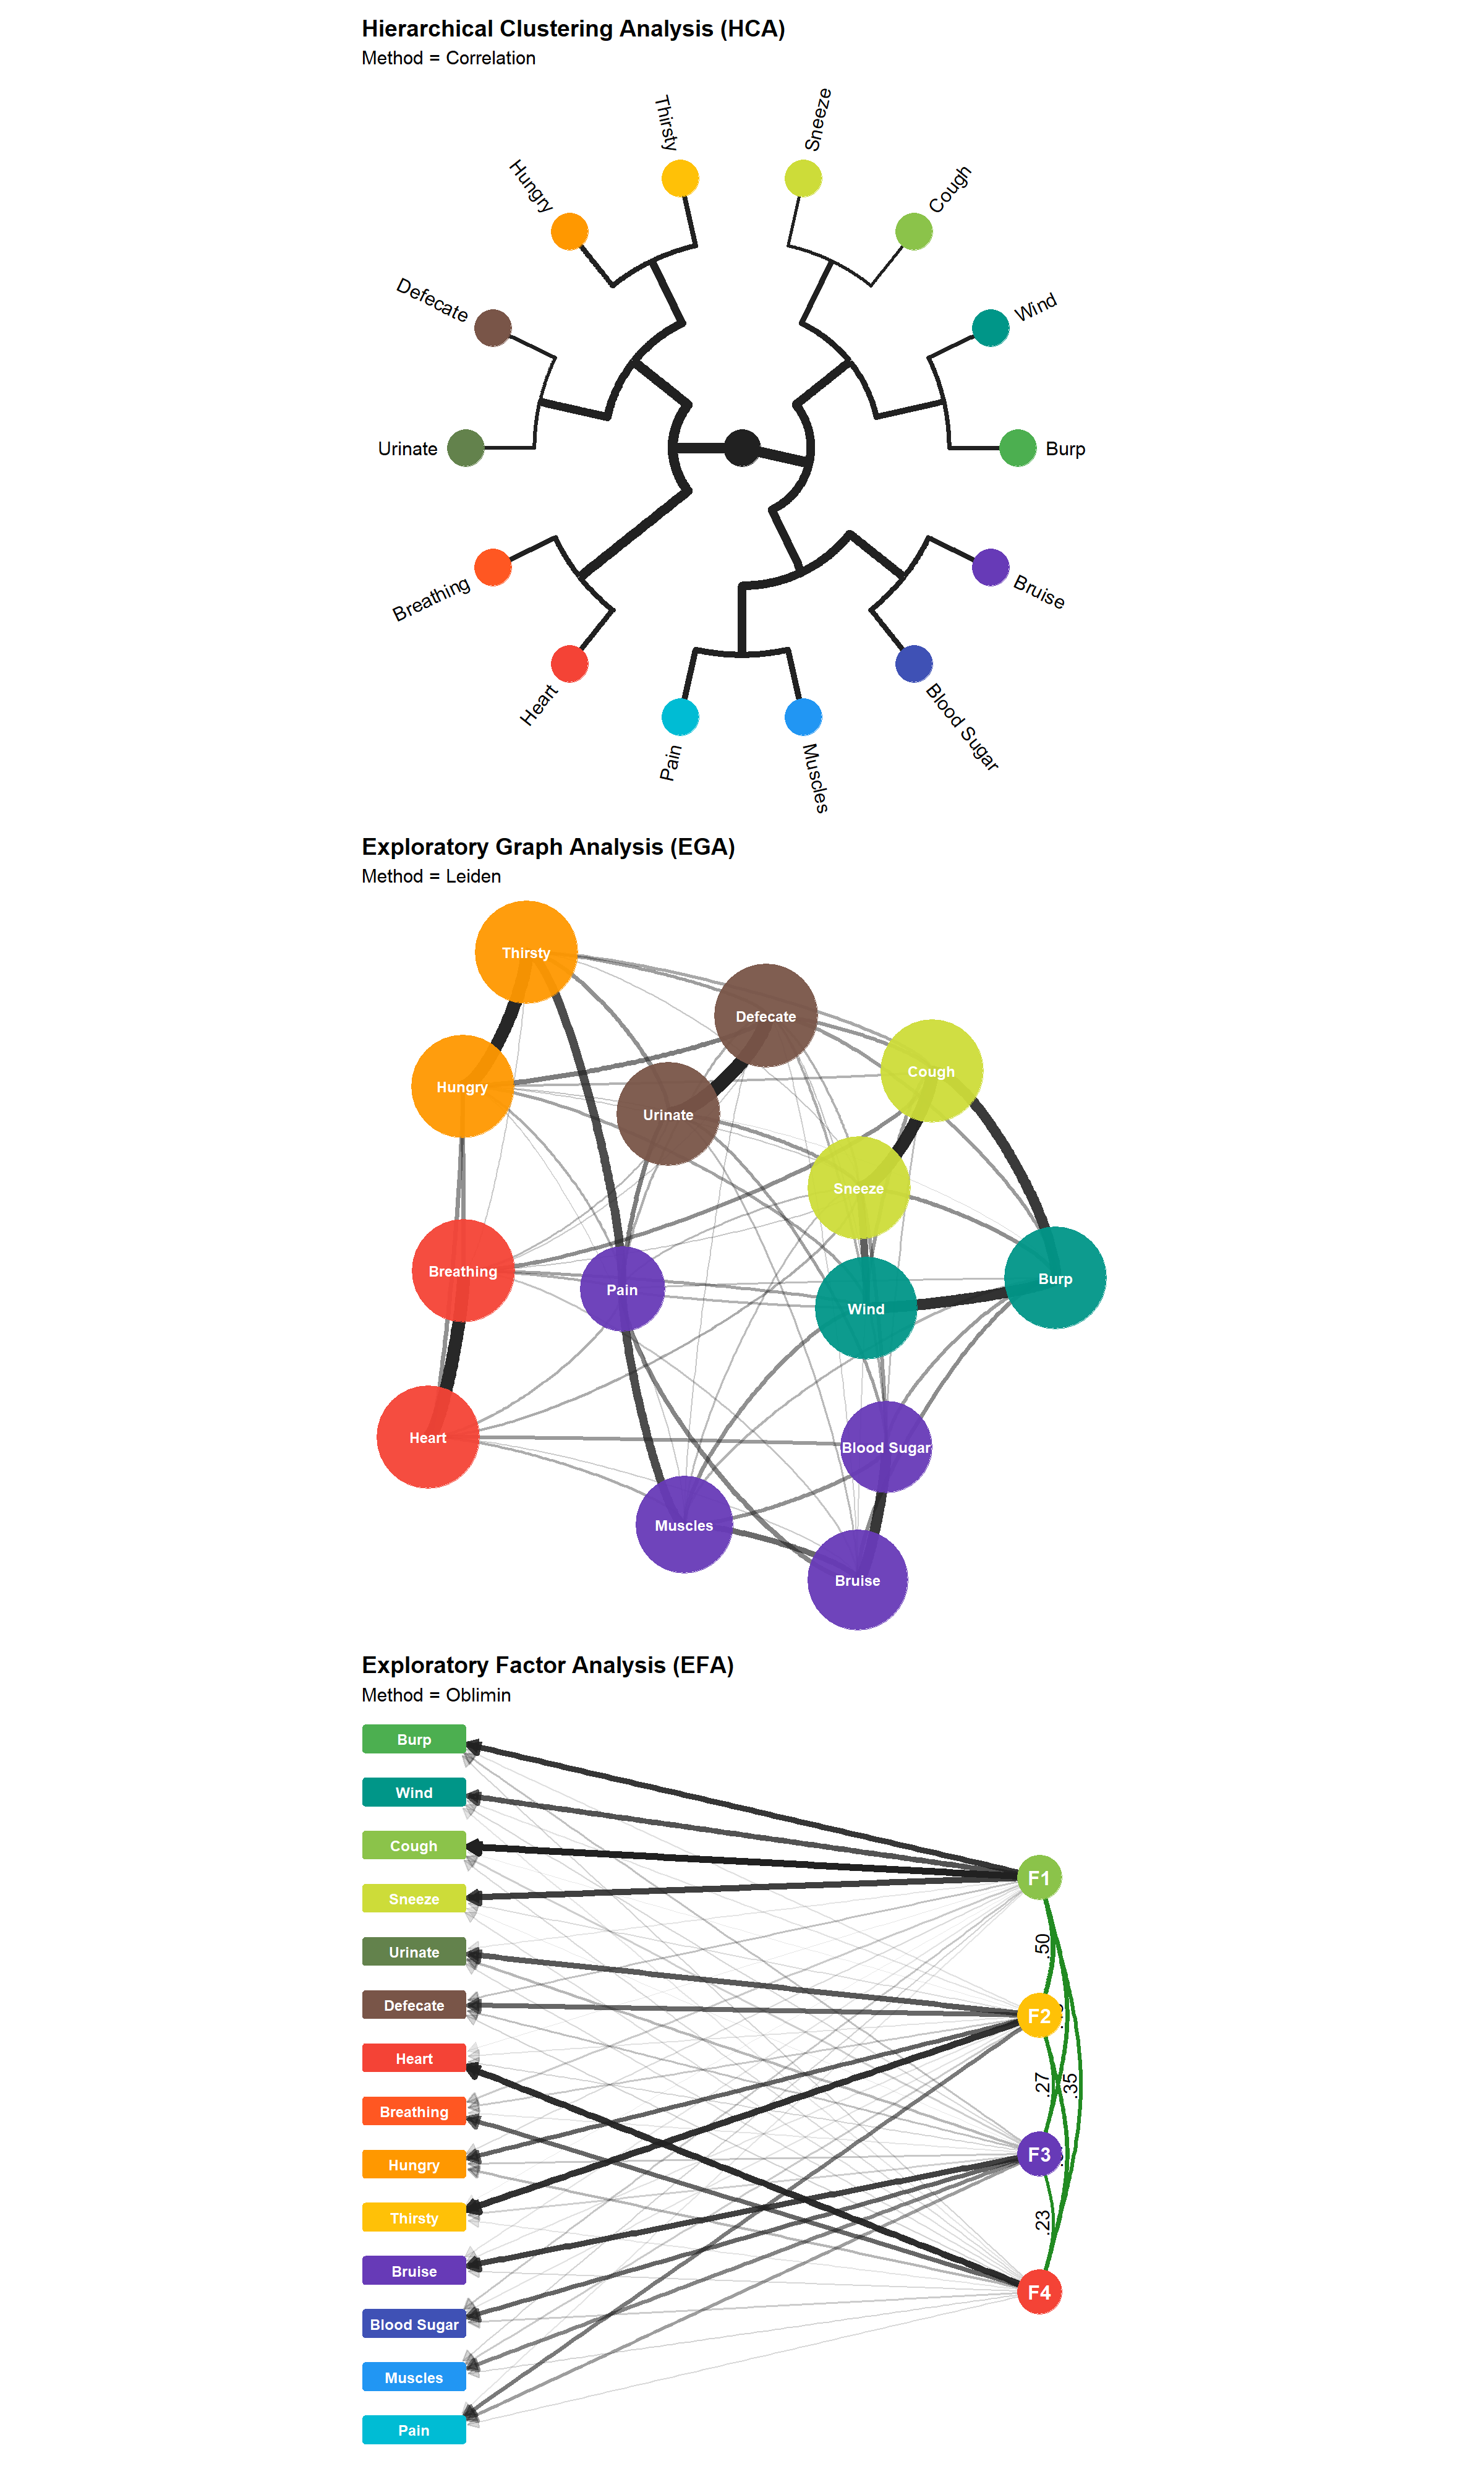 Hierarchical Clustering Analysis (HCA)
Method = Correlation
Thirsty
Sneeze
Hungry
Cough
Defecate
Wind
Urinate
Burp
Breathing
Bruise
Heart
Blood Sugar
Pain
Muscles
Exploratory Graph Analysis (EGA)
Method = Leiden
Thirsty
Defecate
Cough
Hungry
Urinate
Sneeze
Breathing
Burp
Pain
Wind
Heart
Blood Sugar
Muscles
Bruise
Exploratory Factor Analysis (EFA)
Method = Oblimin
Burp
Wind
Cough
Sneeze
Urinate
Defecate
Heart
Breathing
Hungry
Thirsty
Bruise
Blood Sugar
Muscles
Pain
F1
.50
F2
.27
.35
F3
.23
F4